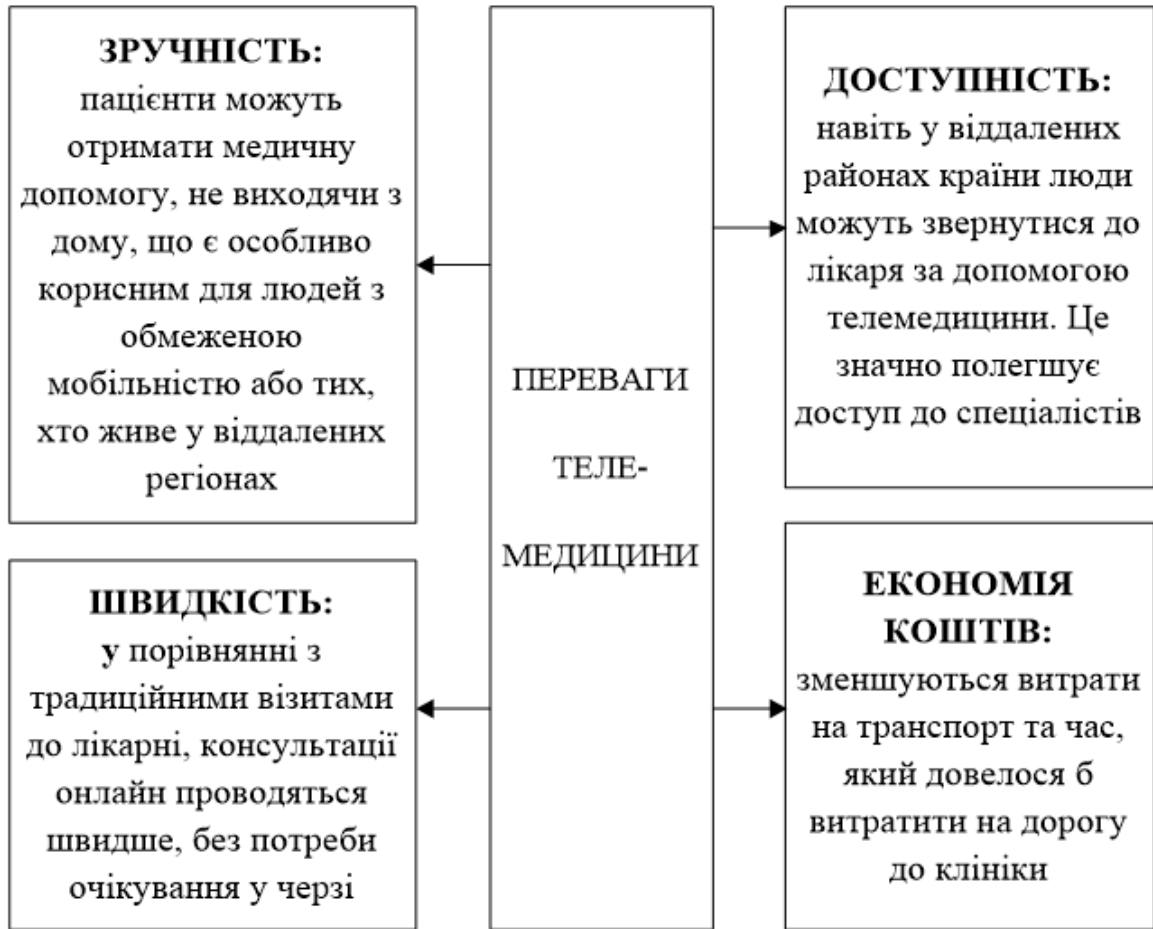 ЗРУЧНІСТЬ:
пацієнти можуть
отримати медичну
допомогу, не виходячи з
дому, що є особливо
корисним для людей з
обмеженою
мобільністю або тих,
хто живе у віддалених
регіонах
ШВИДКІСТЬ:
у порівнянні з
традиційними візитами
до лікарні, консультації
онлайн проводяться
швидше, без потреби
очікування у черзі
ПЕРЕВАГИ
ТЕЛЕ-
МЕДИЦИНИ
ДОСТУПНІСТЬ:
навіть у віддалених
районах країни люди
можуть звернутися до
лікаря за допомогою
телемедицини. Це
значно полегшує
доступ до спеціалістів
ЕКОНОМІЯ
КОШТІВ:
зменшуються витрати
на транспорт та час,
який довелося б
витратити на дорогу
до клініки